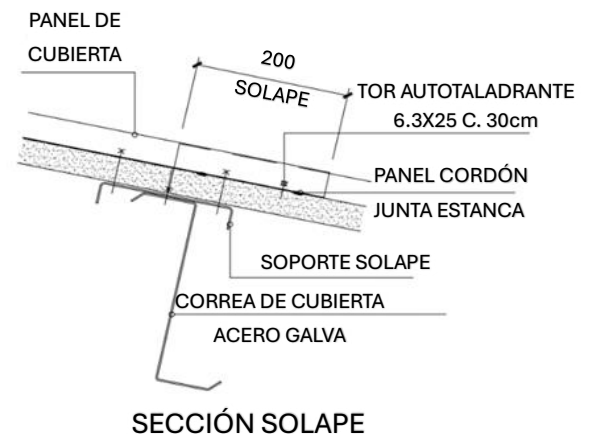 PANEL DE
CUBIERTA
200
SOLAPE
TOR AUTOTALADRANTE
6.3X25 C. 30cm
PANEL CORDÓN
JUNTA ESTANCA
SOPORTE SOLAPE
CORREA DE CUBIERTA
ACERO GALVA
SECCIÓN SOLAPE